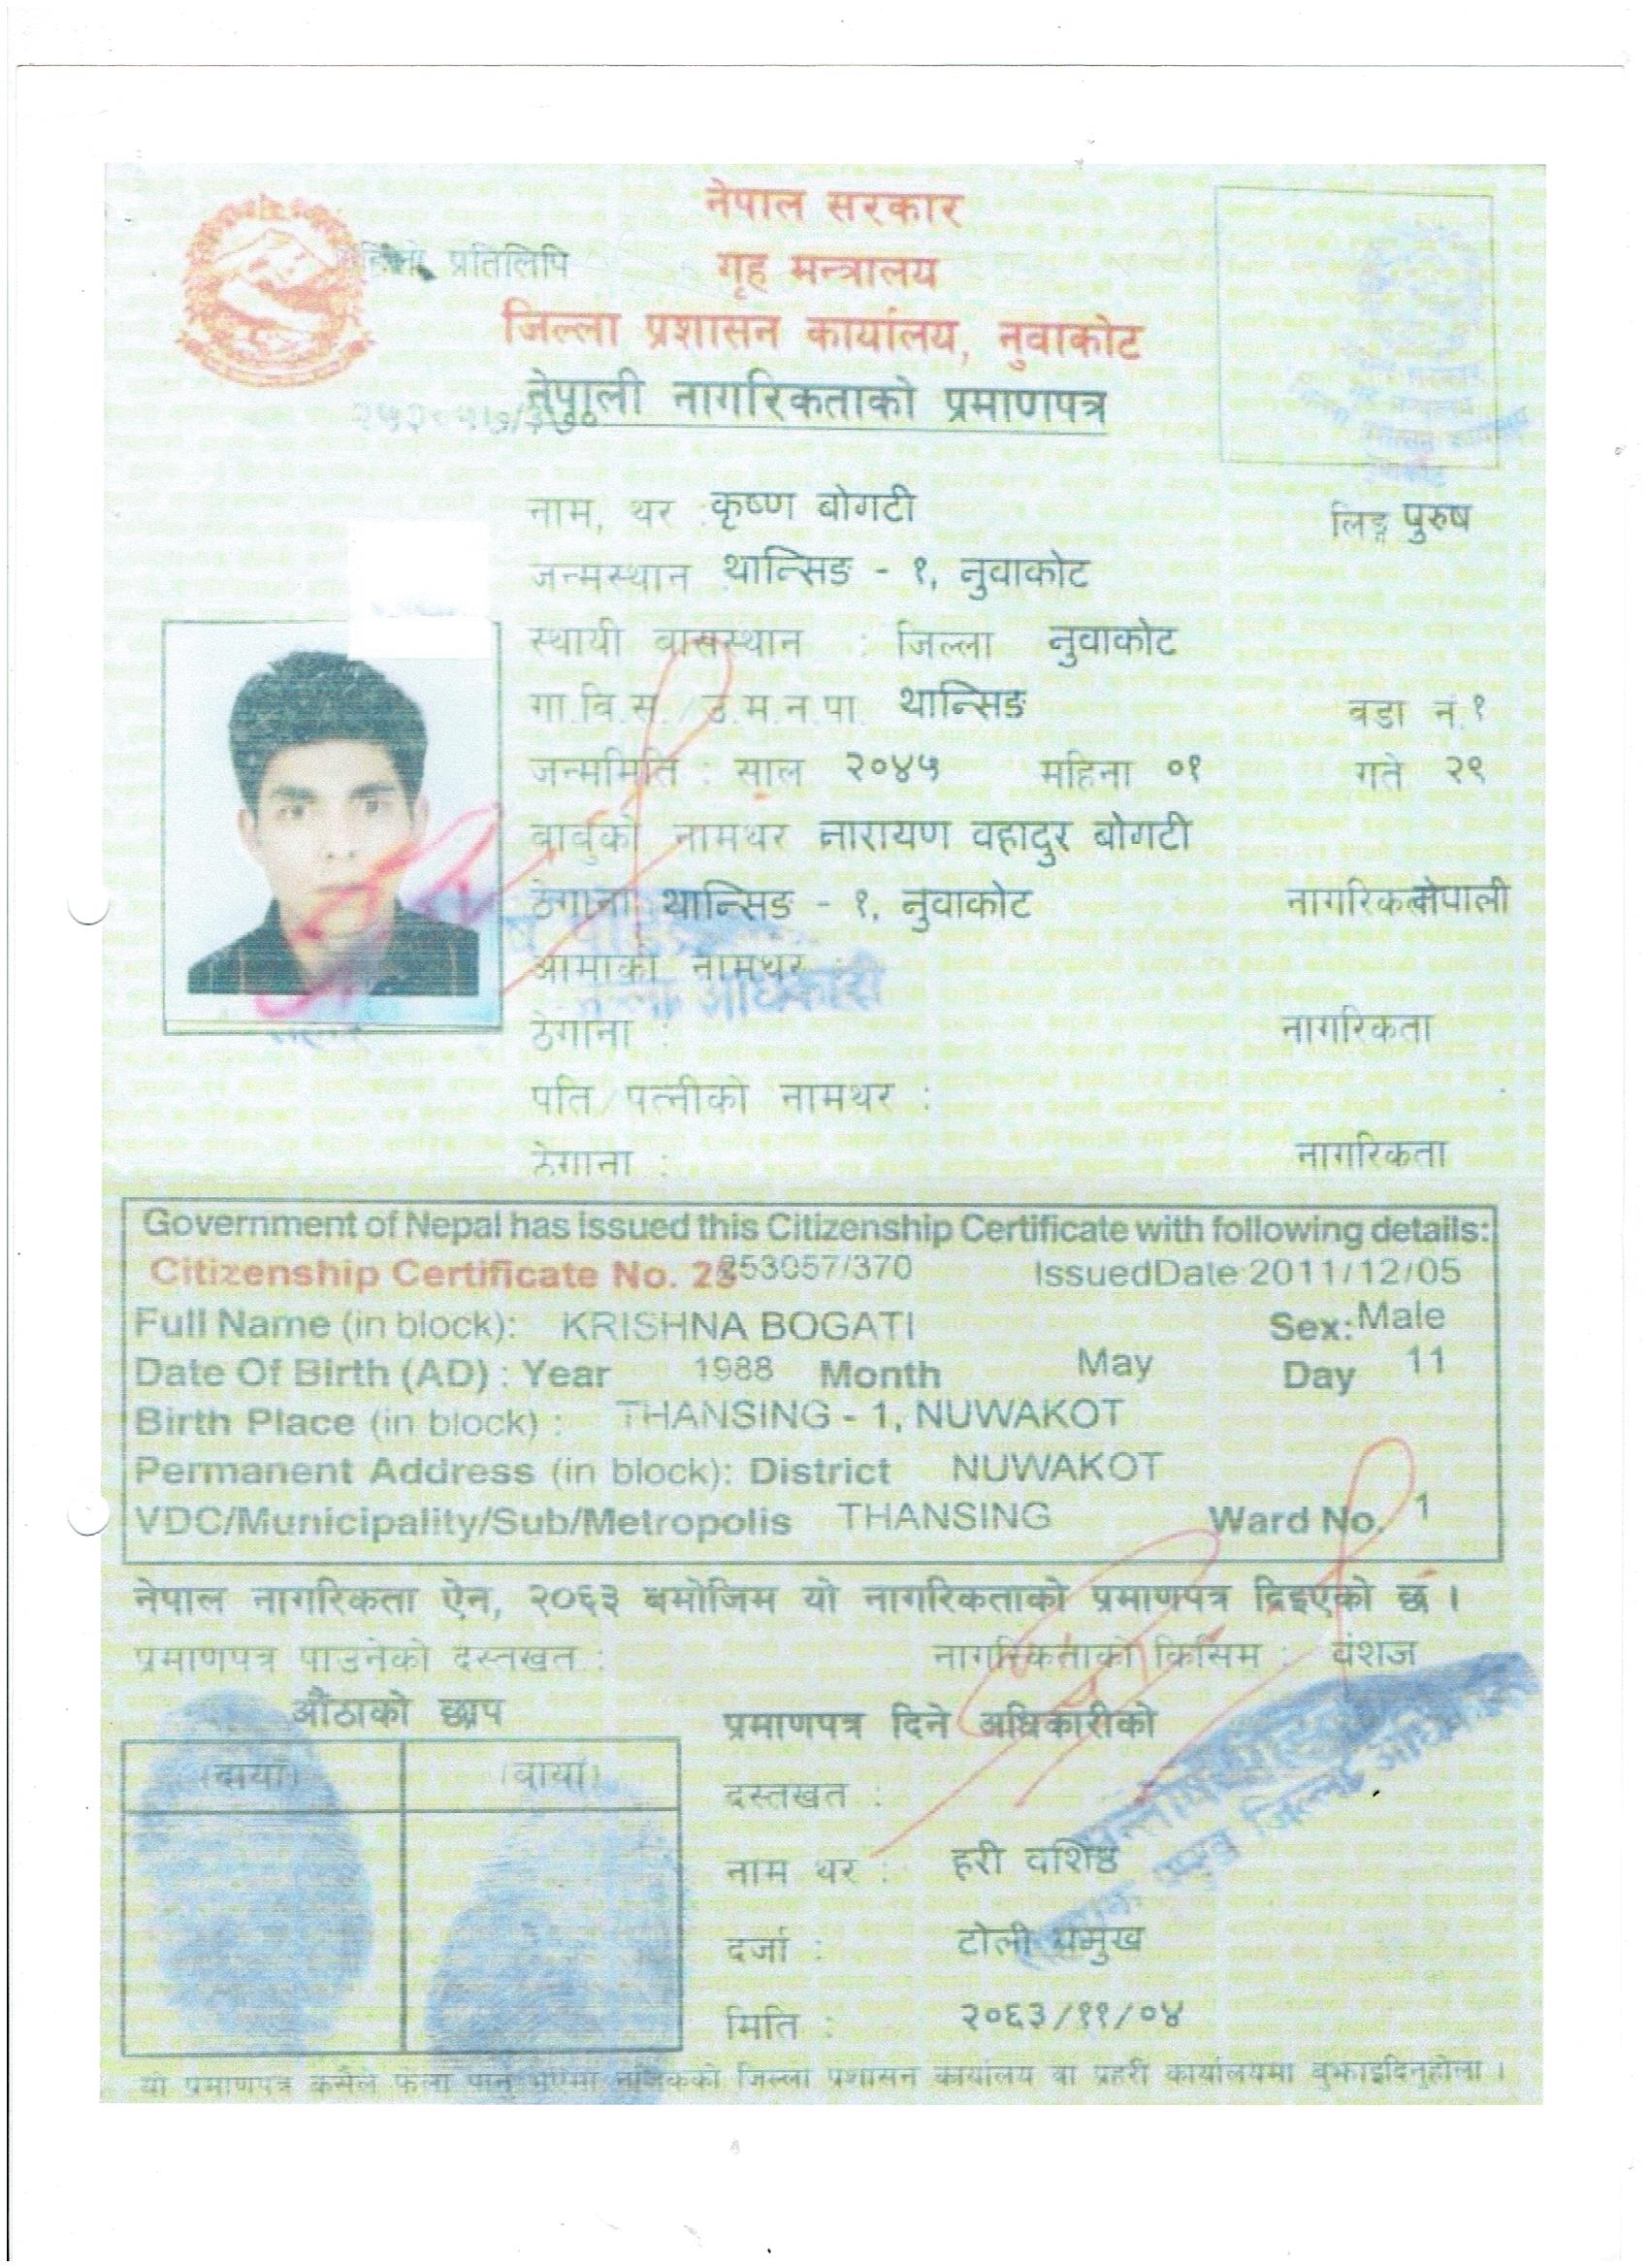 नेपाल सरकार
प्रतिलिपि
गृह मन्त्रालय
जिल्ला प्रशासन कार्यालय, नुवाकोट
नेपाली नागरिकताको प्रमाणपत्र
नाम, थर : कृष्ण बोगटी लिङ्ग पुरुष
जन्मस्थान : थान्सिङ - १, नुवाकोट
स्थायी वासस्थान : जिल्ला नुवाकोट
गा.वि.स./उ.म.न.पा. थान्सिङ वडा नं.१
जन्ममिति : साल २०४५ महिना ०१ गते २९
बाबुको नामथर नारायण वहादुर बोगटी
ठेगाना थान्सिङ - १, नुवाकोट नागरिकता नेपाली
आमाको नामथर :
ठेगाना : नागरिकता
पति/पत्नीको नामथर :
ठेगाना : नागरिकता
Government of Nepal has issued this Citizenship Certificate with following details:
Citizenship Certificate No. 253057/370 IssuedDate 2011/12/05
Full Name (in block): KRISHNA BOGATI Sex: Male
Date Of Birth (AD) : Year 1988 Month May Day 11
Birth Place (in block) : THANSING - 1, NUWAKOT
Permanent Address (in block): District NUWAKOT
VDC/Municipality/Sub/Metropolis THANSING Ward No. 1
नेपाल नागरिकता ऐन, २०६३ बमोजिम यो नागरिकताको प्रमाणपत्र दिइएको छ ।
प्रमाणपत्र पाउनेको दस्तखत : नागरिकताको किसिम : वंशज
औंठाको छाप
प्रमाणपत्र दिने अधिकारीको
(दायाँ) (बायाँ)
दस्तखत :
नाम थर : हरी वशिष्ठ
दर्जा : टोली प्रमुख
मिति : २०६३/११/०४
यो प्रमाणपत्र कसैले फेला पार्नु भएमा नजिकको जिल्ला प्रशासन कार्यालय वा प्रहरी कार्यालयमा बुझाइदिनुहोला ।